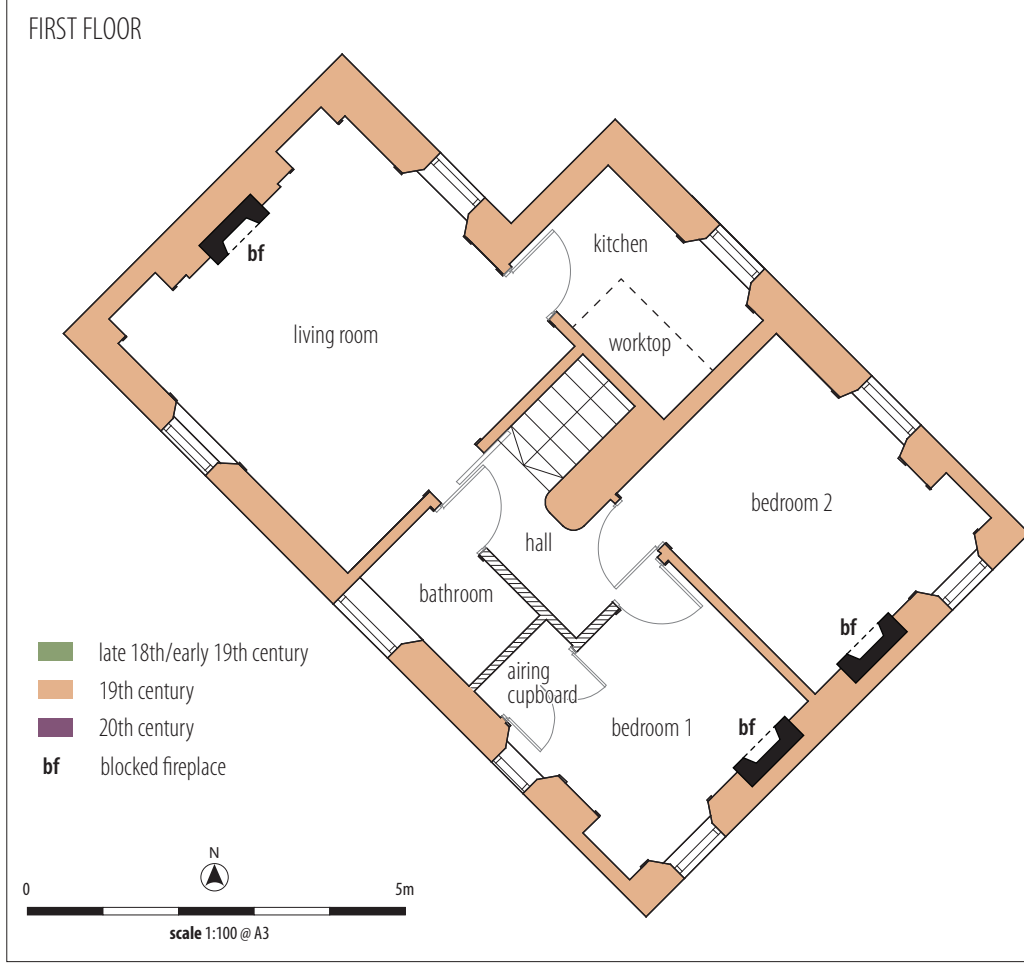 FIRST FLOOR
kitchen
bf
living room
worktop
bedroom 2
hall
bathroom
bf
airing
cupboard
bedroom 1
bf
late 18th/early 19th century
19th century
20th century
bf blocked fireplace
N
0 5m
scale 1:100 @ A3